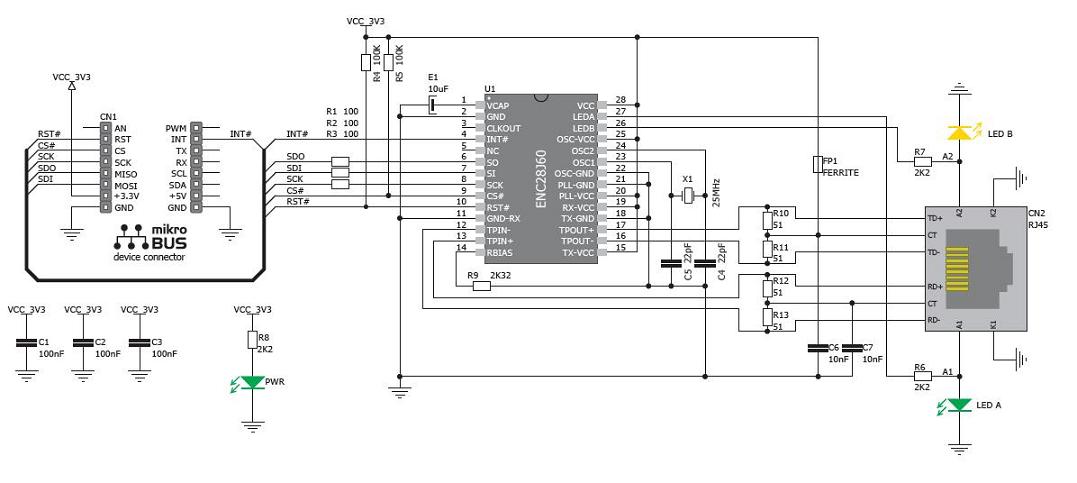 VCC_3V3
R4 100K
R5 100K
VCC_3V3
CN1
AN
RST
CS
SCK
MISO
MOSI
+3.3V
GND
PWM
INT
TX
RX
SCL
SDA
+5V
GND
RST#
CS#
SCK
SDO
SDI
INT#
mikro
BUS
device connector
R1 100
R2 100
R3 100
INT#
SDO
SDI
SCK
CS#
RST#
E1
10uF
U1
ENC28J60
1 VCAP
2 GND
3 CLKOUT
4 INT#
5 NC
6 SO
7 SI
8 SCK
9 CS#
10 RST#
11 GND-RX
12 TPIN-
13 TPIN+
14 RBIAS
VCC 28
LEDA 27
LEDB 26
OSC-VCC 25
OSC2 24
OSC1 23
OSC-GND 22
PLL-GND 21
PLL-VCC 20
RX-VCC 19
TX-GND 18
TPOUT+ 17
TPOUT- 16
TX-VCC 15
R9 2K32
X1
25MHz
C5 22pF
C4 22pF
FP1
FERRITE
R10
51
R11
51
R12
51
R13
51
C6
10nF
C7
10nF
LED B
R7
2K2
A2
CN2
RJ45
A2
K2
TD+
CT
TD-
RD+
CT
RD-
A1
K1
R6
2K2
A1
LED A
VCC_3V3
C1
100nF
VCC_3V3
C2
100nF
VCC_3V3
C3
100nF
VCC_3V3
R8
2K2
PWR